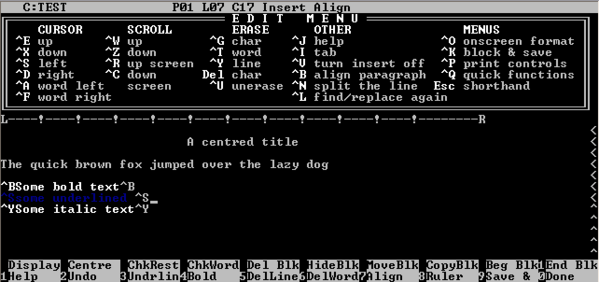 C:TEST P01 L07 C17 Insert Align
E D I T   M E N U
CURSOR SCROLL ERASE OTHER MENUS
^E up ^W up ^G char ^J help ^O onscreen format
^X down ^Z down ^T word ^I tab ^K block & save
^S left ^R up screen ^Y line ^V turn insert off ^P print controls
^D right ^C down Del char ^B align paragraph ^Q quick functions
^A word left screen ^U unerase ^N split the line Esc shorthand
^F word right ^L find/replace again
L----!----!----!----!----!----!----!----!----!----!--------R
A centred title
The quick brown fox jumped over the lazy dog
^BSome bold text^B
^Ssome underlined ^S_
^YSome italic text^Y
Display Centre ChkRest ChkWord Del Blk HideBlk MoveBlk CopyBlk Beg Blk End Blk
1Help 2Undo 3Undrlin 4Bold 5DelLine 6DelWord 7Align 8Ruler 9Save & 0Done